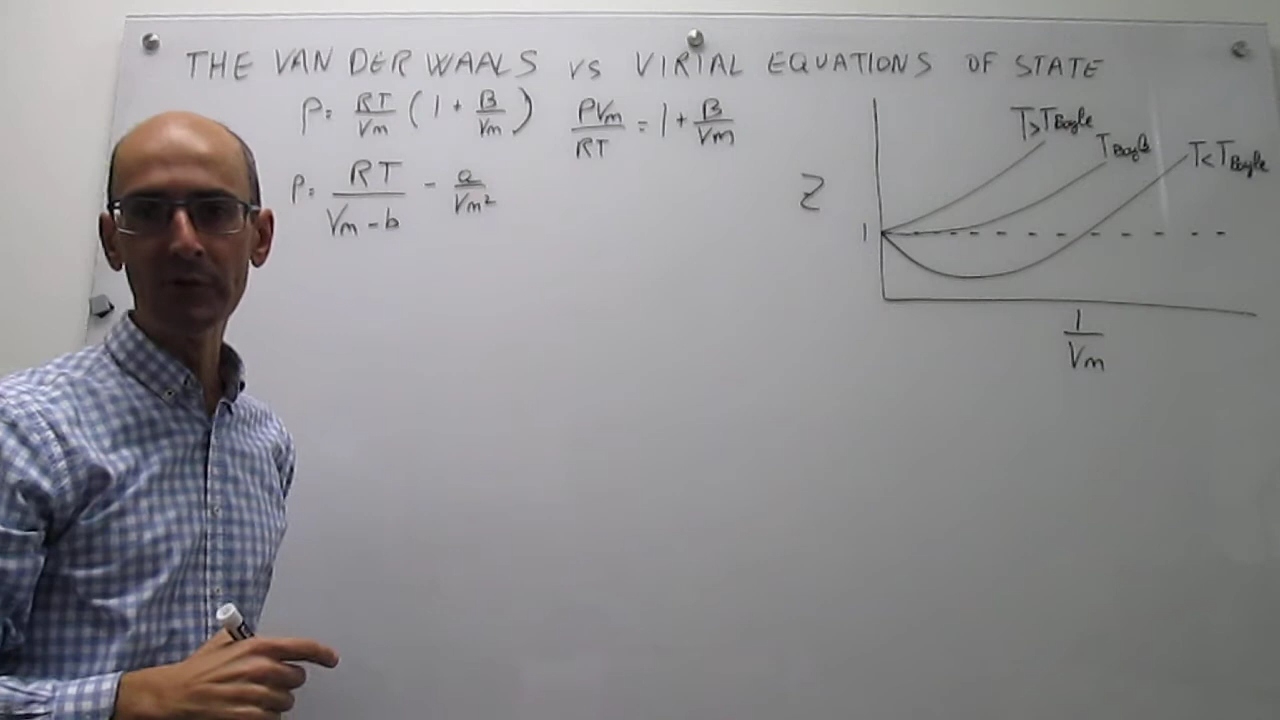 THE VAN DER WAALS vs VIRIAL EQUATIONS OF STATE
P = RT/Vm (1 + B/Vm) PVm/RT = 1 + B/Vm
P = RT/(Vm - b) - a/Vm²
T>TBoyle
TBoyle
T<TBoyle
Z
1
1/Vm